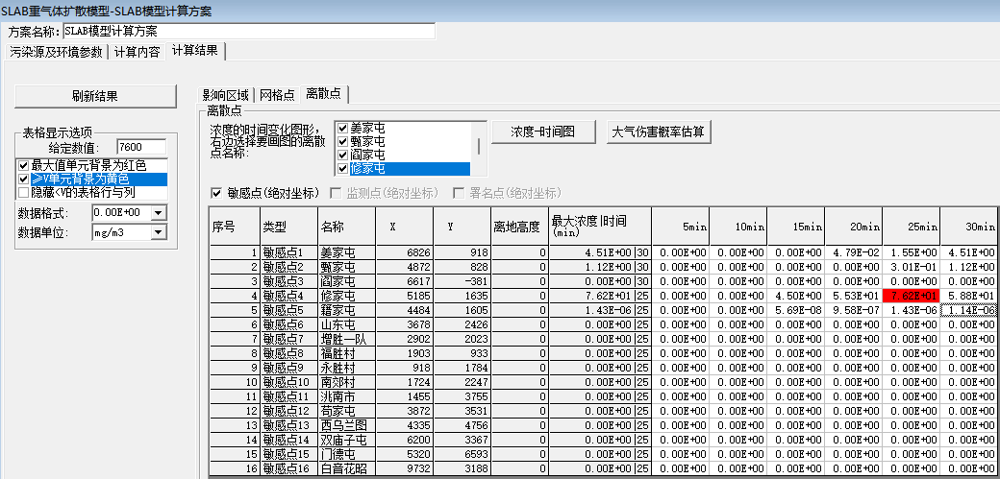 SLAB重气体扩散模型-SLAB模型计算方案
方案名称: SLAB模型计算方案
污染源及环境参数 计算内容 计算结果
刷新结果
表格显示选项
给定数值: 7600
最大值单元背景为红色
≥V单元背景为黄色
隐藏<V的表格行与列
数据格式: 0.00E+00
数据单位: mg/m3
影响区域 网格点 离散点
离散点
浓度的时间变化图形,
右边选择要画图的离散
点名称:
姜家屯
甄家屯
阎家屯
修家屯
浓度-时间图 大气伤害概率估算
敏感点(绝对坐标) 监测点(绝对坐标) 署名点(绝对坐标)
序号 类型 名称 X Y 离地高度 最大浓度|时间(min) 5min 10min 15min 20min 25min 30min
1 敏感点1 姜家屯 6826 918 0 4.51E+00|30 0.00E+00 0.00E+00 0.00E+00 4.79E-02 1.55E+00 4.51E+00
2 敏感点2 甄家屯 4872 828 0 1.12E+00|30 0.00E+00 0.00E+00 0.00E+00 0.00E+00 3.01E-01 1.12E+00
3 敏感点3 阎家屯 6617 -381 0 0.00E+00|30 0.00E+00 0.00E+00 0.00E+00 0.00E+00 0.00E+00 0.00E+00
4 敏感点4 修家屯 5185 1635 0 7.62E+01|25 0.00E+00 0.00E+00 4.50E+00 5.53E+01 7.62E+01 5.88E+01
5 敏感点5 籍家屯 4484 1605 0 1.43E-06|25 0.00E+00 0.00E+00 5.69E-08 9.58E-07 1.43E-06 1.14E-06
6 敏感点6 山东屯 3678 2426 0 0.00E+00|25 0.00E+00 0.00E+00 0.00E+00 0.00E+00 0.00E+00 0.00E+00
7 敏感点7 增胜一队 2902 2023 0 0.00E+00|25 0.00E+00 0.00E+00 0.00E+00 0.00E+00 0.00E+00 0.00E+00
8 敏感点8 福胜村 1903 933 0 0.00E+00|25 0.00E+00 0.00E+00 0.00E+00 0.00E+00 0.00E+00 0.00E+00
9 敏感点9 永胜村 918 1784 0 0.00E+00|25 0.00E+00 0.00E+00 0.00E+00 0.00E+00 0.00E+00 0.00E+00
10 敏感点10 南郊村 1724 2247 0 0.00E+00|25 0.00E+00 0.00E+00 0.00E+00 0.00E+00 0.00E+00 0.00E+00
11 敏感点11 洮南市 1455 3755 0 0.00E+00|25 0.00E+00 0.00E+00 0.00E+00 0.00E+00 0.00E+00 0.00E+00
12 敏感点12 荀家屯 3872 3531 0 0.00E+00|25 0.00E+00 0.00E+00 0.00E+00 0.00E+00 0.00E+00 0.00E+00
13 敏感点13 西乌兰图 4335 4756 0 0.00E+00|25 0.00E+00 0.00E+00 0.00E+00 0.00E+00 0.00E+00 0.00E+00
14 敏感点14 双庙子屯 6200 3367 0 0.00E+00|25 0.00E+00 0.00E+00 0.00E+00 0.00E+00 0.00E+00 0.00E+00
15 敏感点15 门德屯 5320 6593 0 0.00E+00|25 0.00E+00 0.00E+00 0.00E+00 0.00E+00 0.00E+00 0.00E+00
16 敏感点16 白音花昭 9732 3188 0 0.00E+00|25 0.00E+00 0.00E+00 0.00E+00 0.00E+00 0.00E+00 0.00E+00